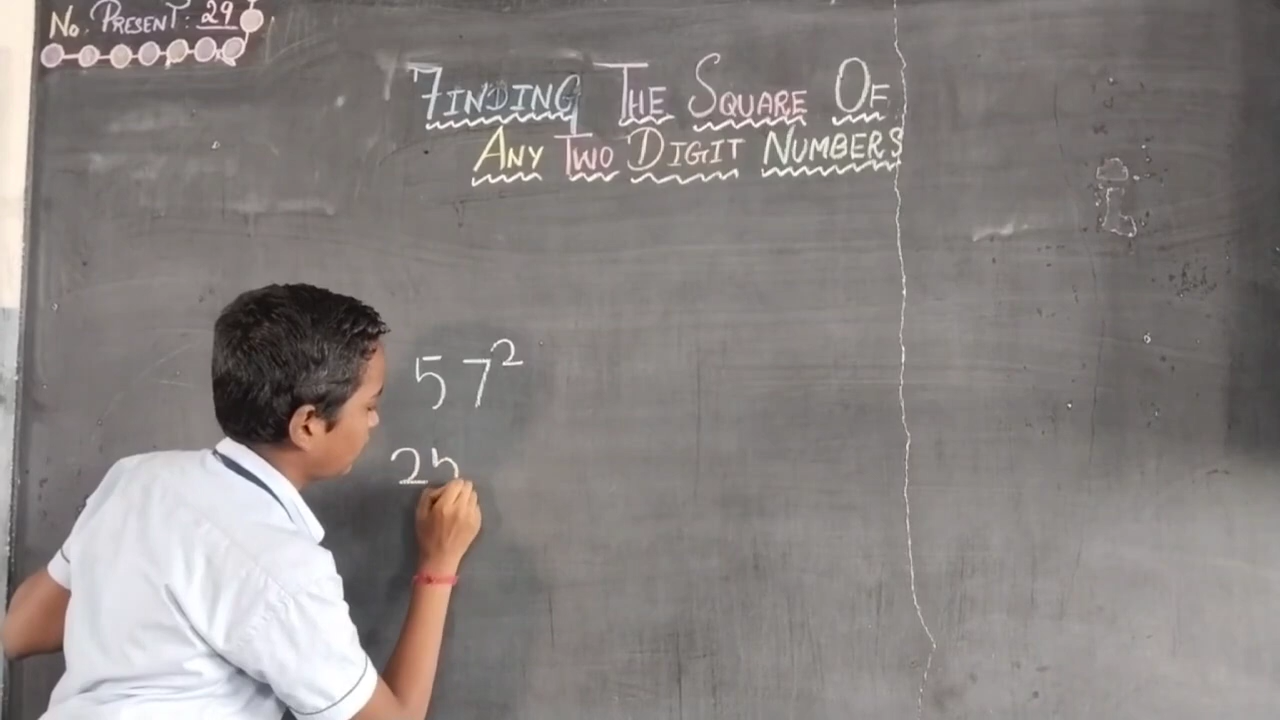 No. PRESENT: 29
FINDING THE SQUARE OF
ANY TWO DIGIT NUMBERS
57²
25